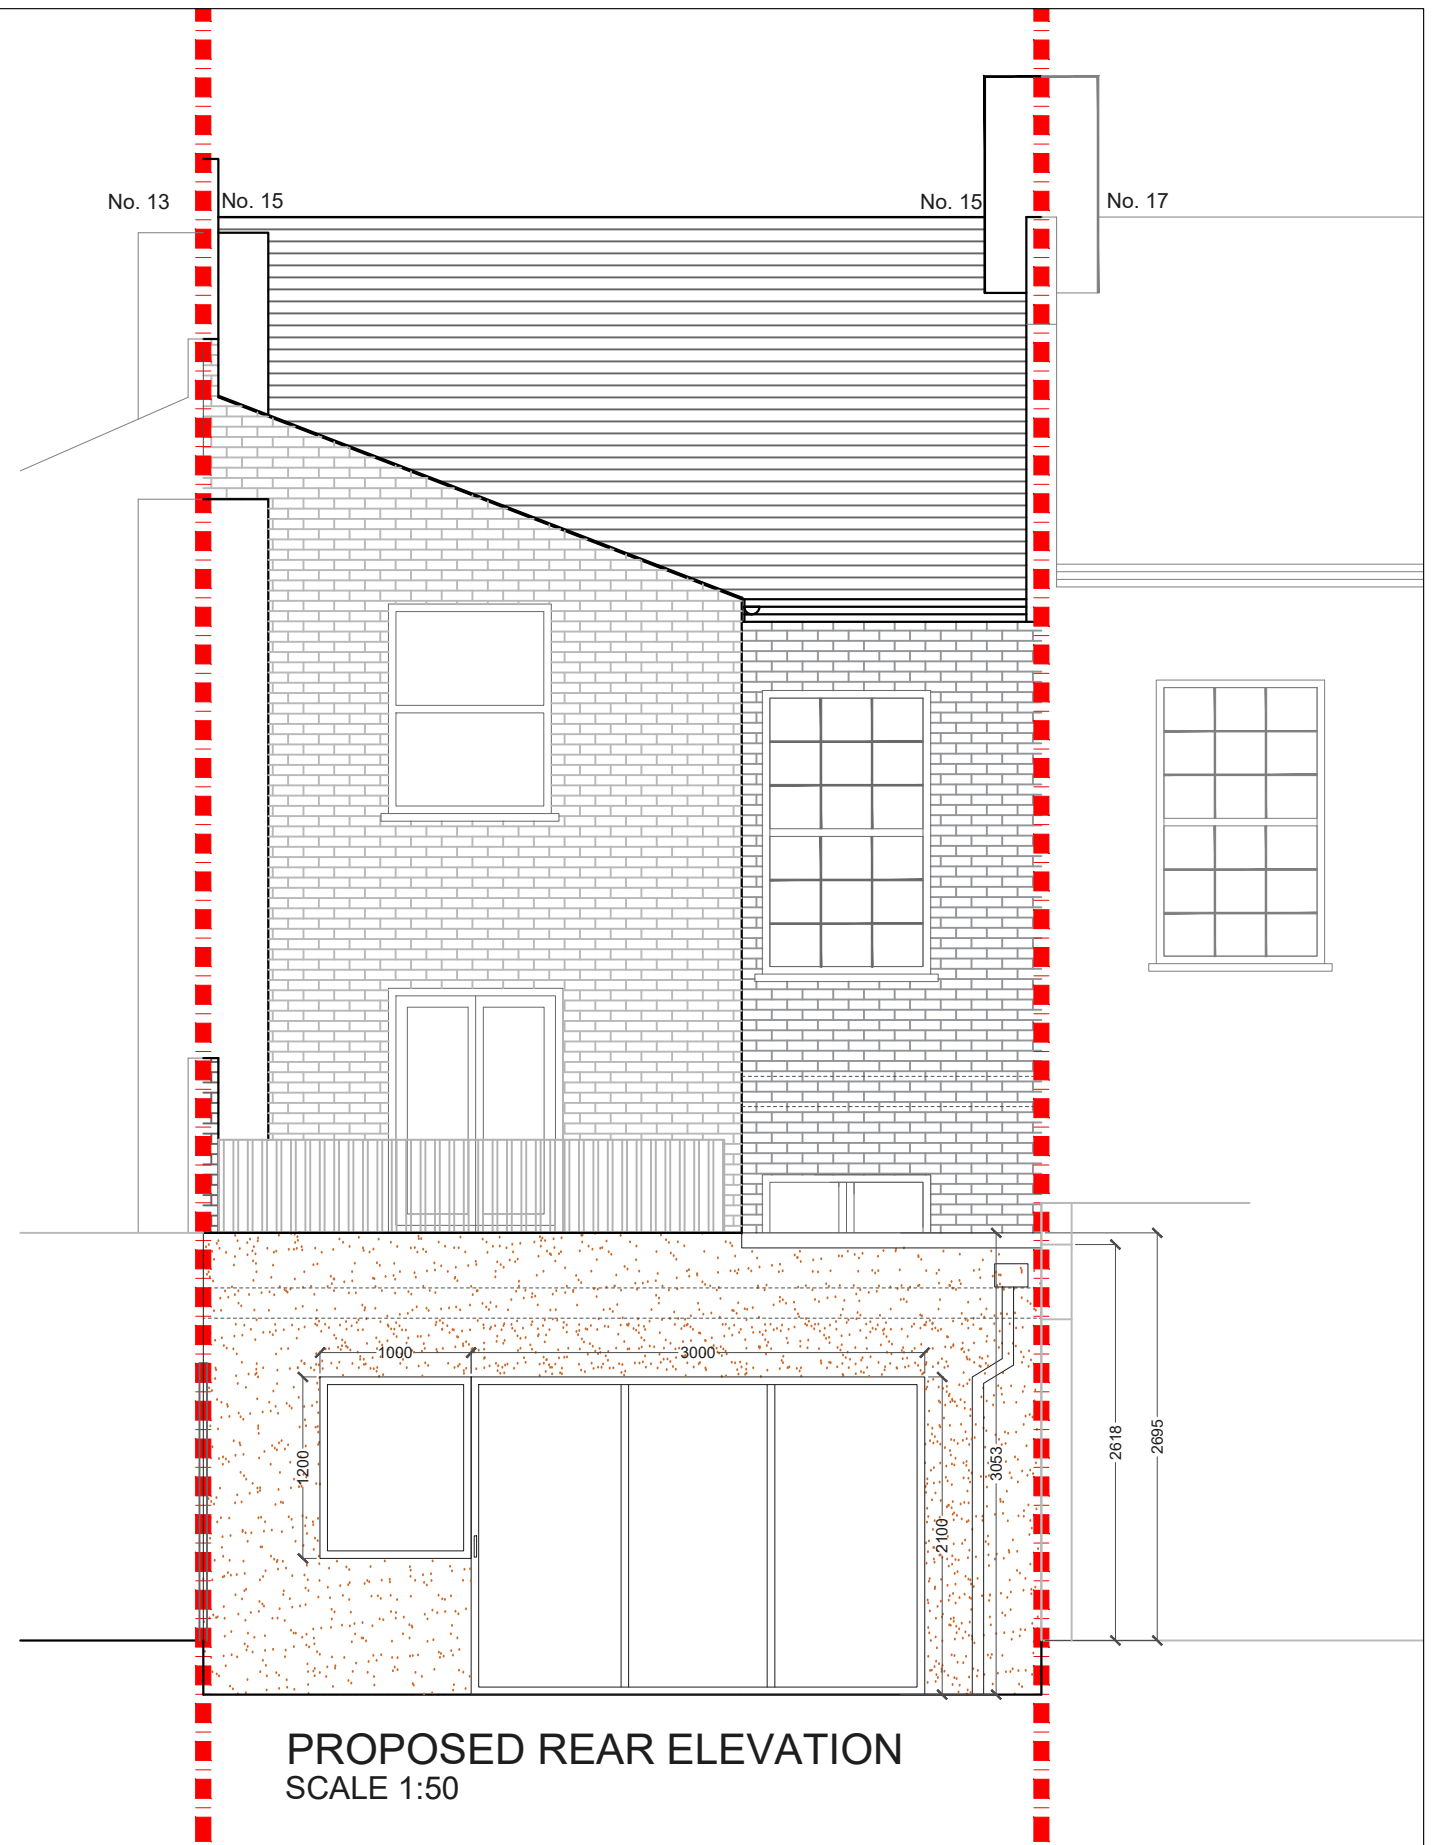 No. 13
No. 15
No. 15
No. 17
1000
3000
1200
2100
3053
2618
2695
PROPOSED REAR ELEVATION
SCALE 1:50